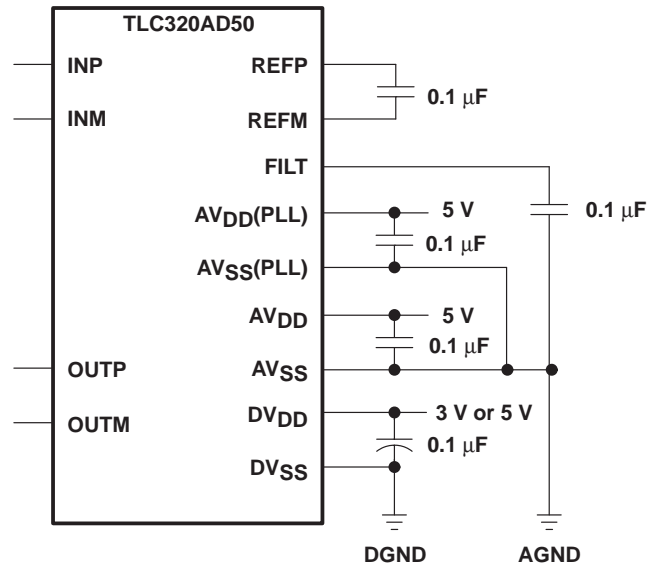 TLC320AD50
INP
REFP
0.1 μF
INM
REFM
FILT
AVDD(PLL)
5 V
0.1 μF
0.1 μF
AVSS(PLL)
AVDD
5 V
0.1 μF
OUTP
AVSS
OUTM
DVDD
3 V or 5 V
0.1 μF
DVSS
DGND
AGND